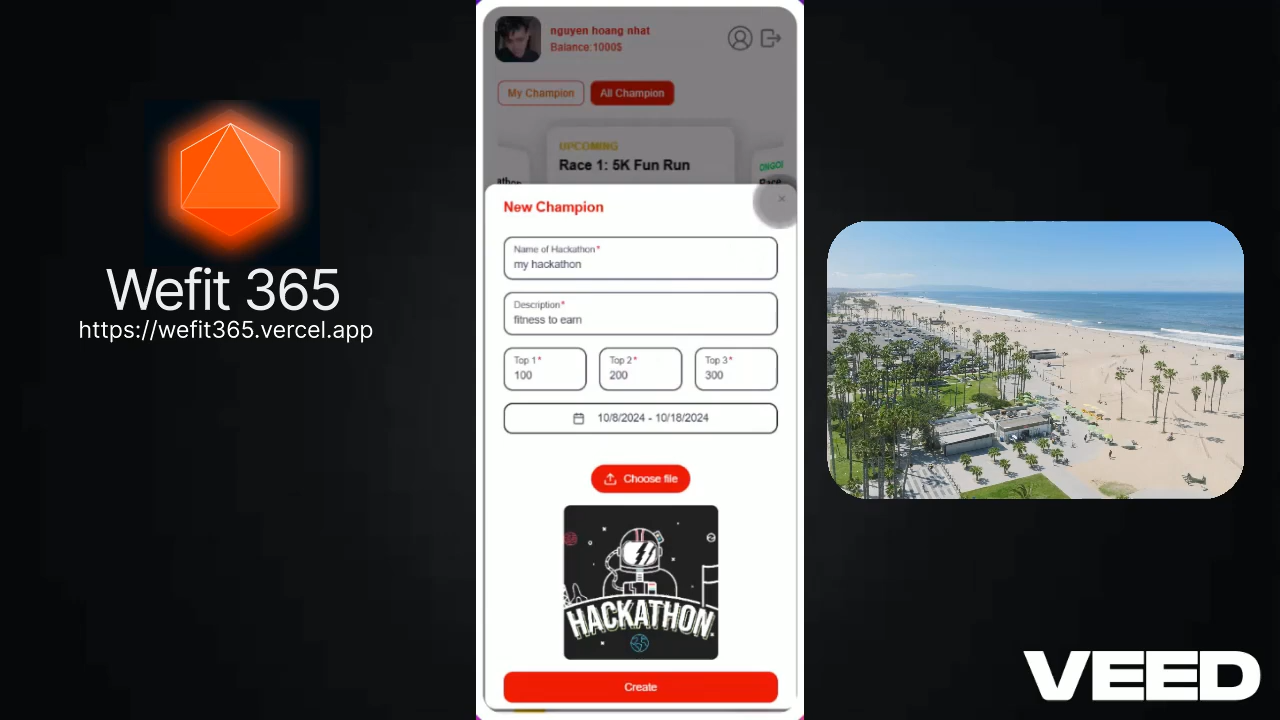 Wefit 365
https://wefit365.vercel.app
nguyen hoang nhat
Balance:1000$
My Champion
All Champion
UPCOMING
Race 1: 5K Fun Run
New Champion
×
Name of Hackathon*
my hackathon
Description*
fitness to earn
Top 1*
100
Top 2*
200
Top 3*
300
10/8/2024 - 10/18/2024
Choose file
HACKATHON
Create
VEED